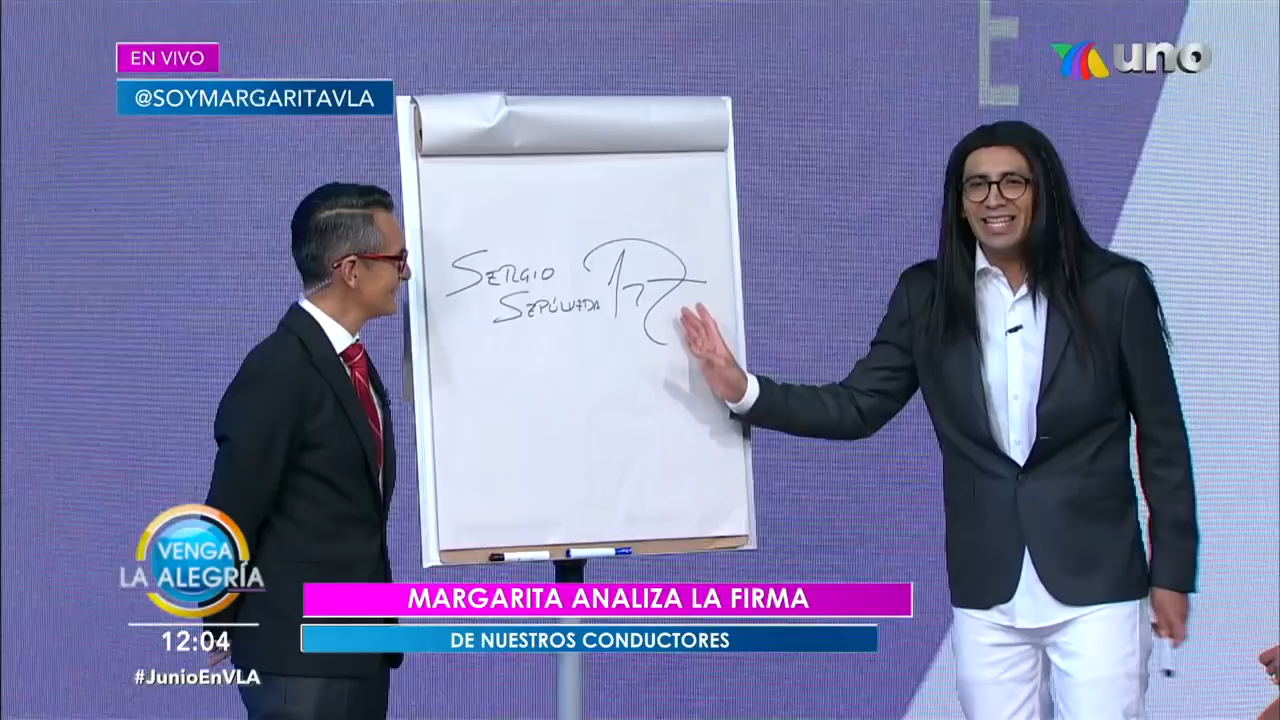 EN VIVO
@SOYMARGARITAVLA
uno
E
SERGIO
SEPÚLVEDA
VENGA
LA ALEGRÍA
12:04
#JunioEnVLA
MARGARITA ANALIZA LA FIRMA
DE NUESTROS CONDUCTORES